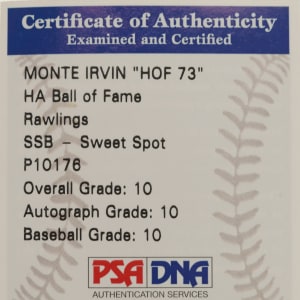 Certificate of Authenticity
Examined and Certified
MONTE IRVIN "HOF 73"
HA Ball of Fame
Rawlings
SSB – Sweet Spot
P10176
Overall Grade: 10
Autograph Grade: 10
Baseball Grade: 10
PSA DNA
AUTHENTICATION SERVICES